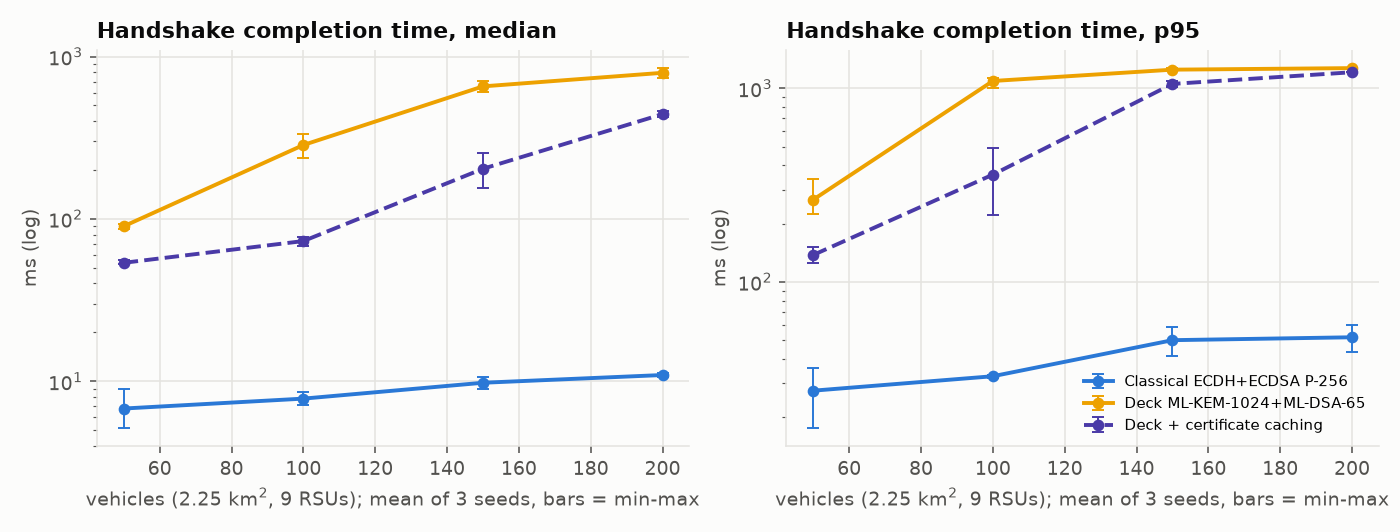 Handshake completion time, median
10³
10²
10¹
ms (log)
60 80 100 120 140 160 180 200
vehicles (2.25 km², 9 RSUs); mean of 3 seeds, bars = min-max
Handshake completion time, p95
10³
10²
ms (log)
Classical ECDH+ECDSA P-256
Deck ML-KEM-1024+ML-DSA-65
Deck + certificate caching
60 80 100 120 140 160 180 200
vehicles (2.25 km², 9 RSUs); mean of 3 seeds, bars = min-max